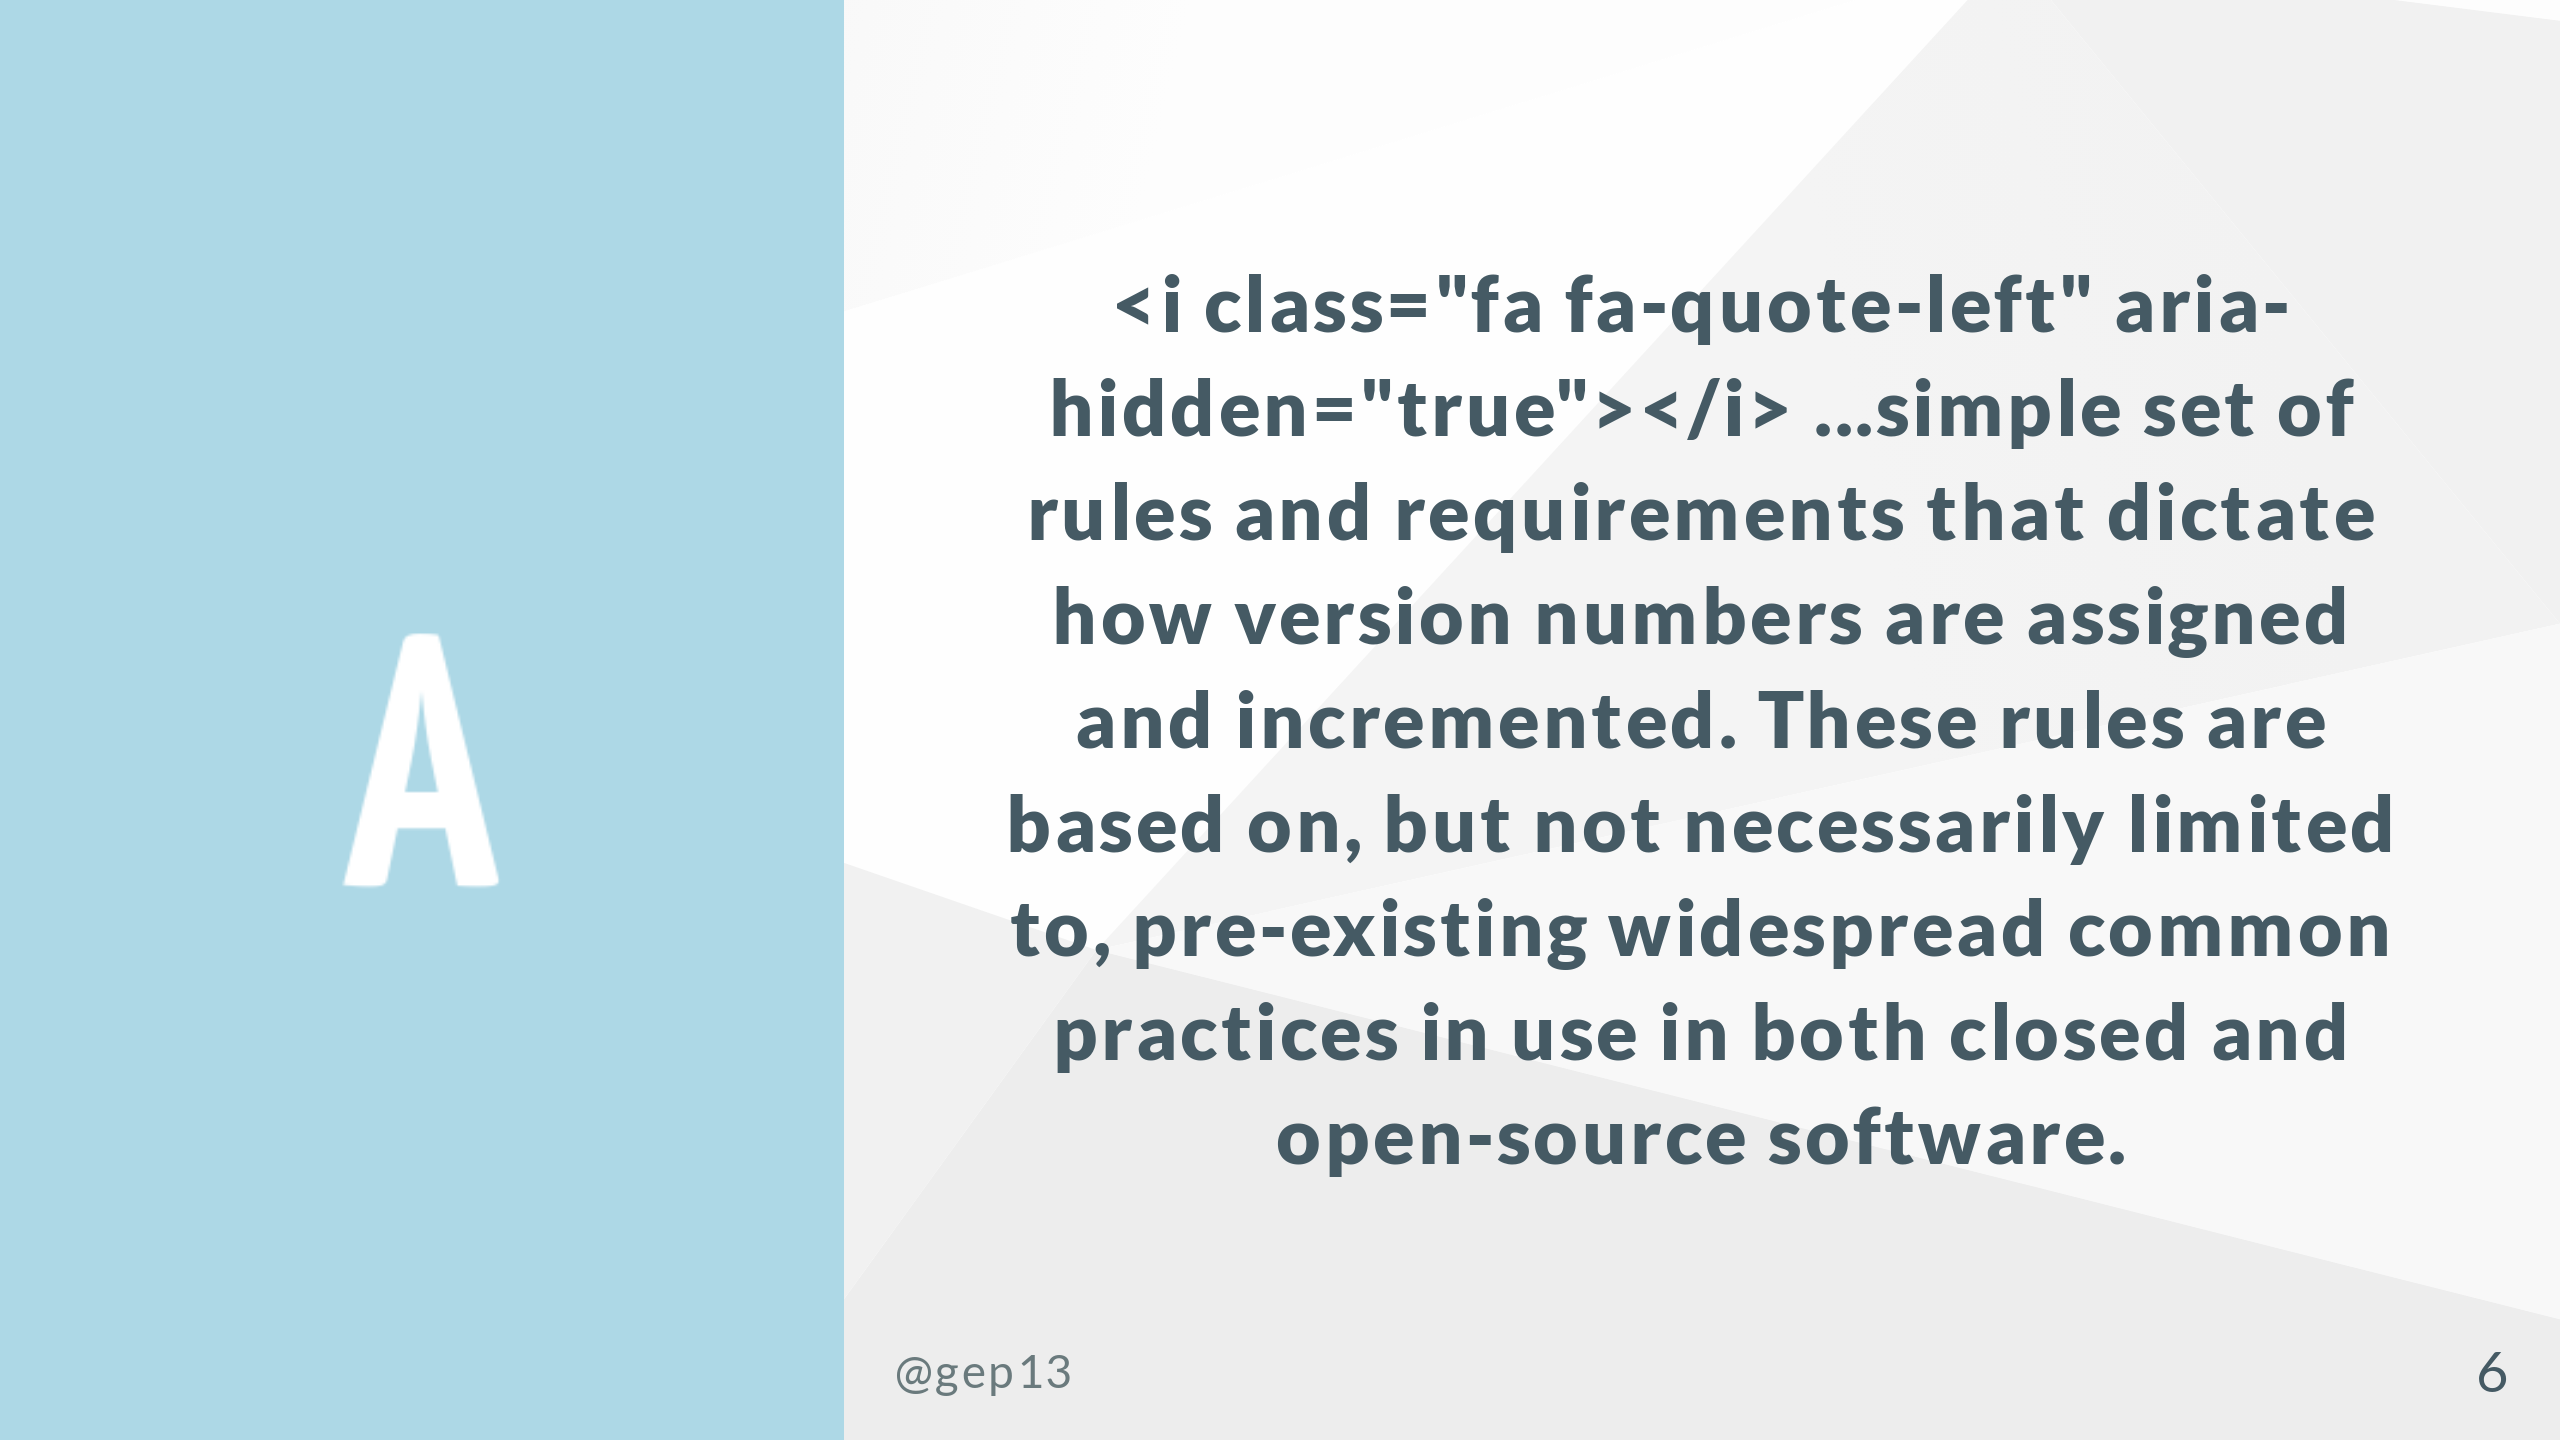 A
<i class="fa fa-quote-left" aria-
hidden="true"></i> ...simple set of
rules and requirements that dictate
how version numbers are assigned
and incremented. These rules are
based on, but not necessarily limited
to, pre-existing widespread common
practices in use in both closed and
open-source software.
@gep13
6